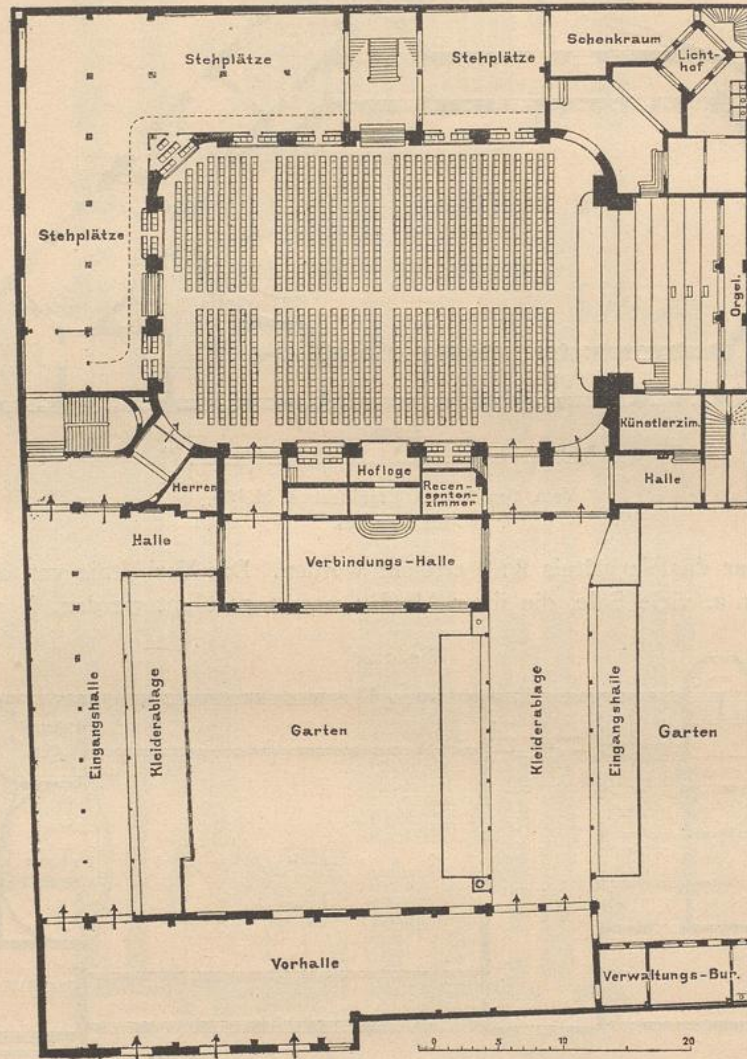 Schenkraum
Licht-
hof
Stehplätze
Stehplätze
Stehplätze
Orgel.
Künstlerzim.
Hofloge
Herren
Recen-
senten-
zimmer
Halle
Halle
Verbindungs-Halle
Eingangshalle
Kleiderablage
Garten
Kleiderablage
Eingangshalle
Garten
Vorhalle
Verwaltungs-Bur.
0 5 10 20